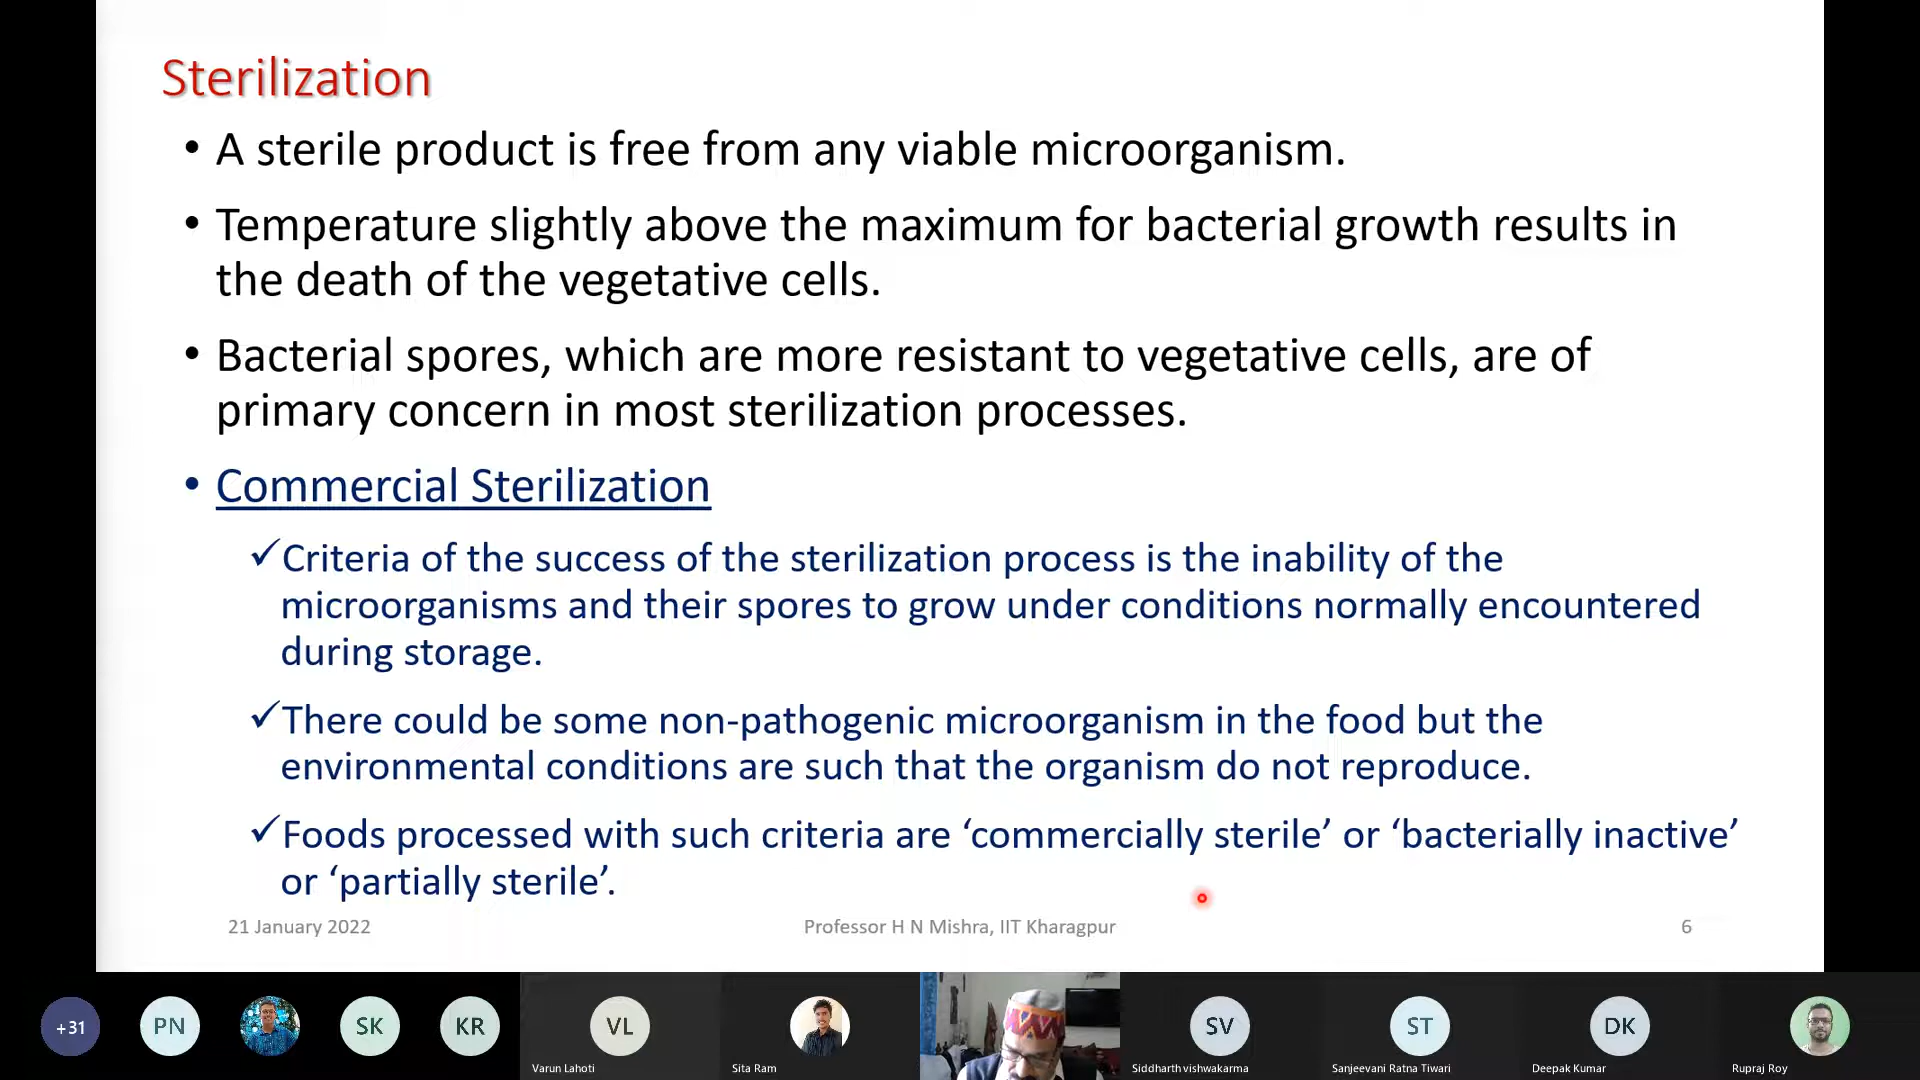 Sterilization
• A sterile product is free from any viable microorganism.
• Temperature slightly above the maximum for bacterial growth results in
the death of the vegetative cells.
• Bacterial spores, which are more resistant to vegetative cells, are of
primary concern in most sterilization processes.
• Commercial Sterilization
✓Criteria of the success of the sterilization process is the inability of the
microorganisms and their spores to grow under conditions normally encountered
during storage.
✓There could be some non-pathogenic microorganism in the food but the
environmental conditions are such that the organism do not reproduce.
✓Foods processed with such criteria are ‘commercially sterile’ or ‘bacterially inactive’
or ‘partially sterile’.
21 January 2022 Professor H N Mishra, IIT Kharagpur 6
+31 PN SK KR VL SV ST DK
Varun Lahoti Sita Ram Siddharth vishwakarma Sanjeevani Ratna Tiwari Deepak Kumar Rupraj Roy